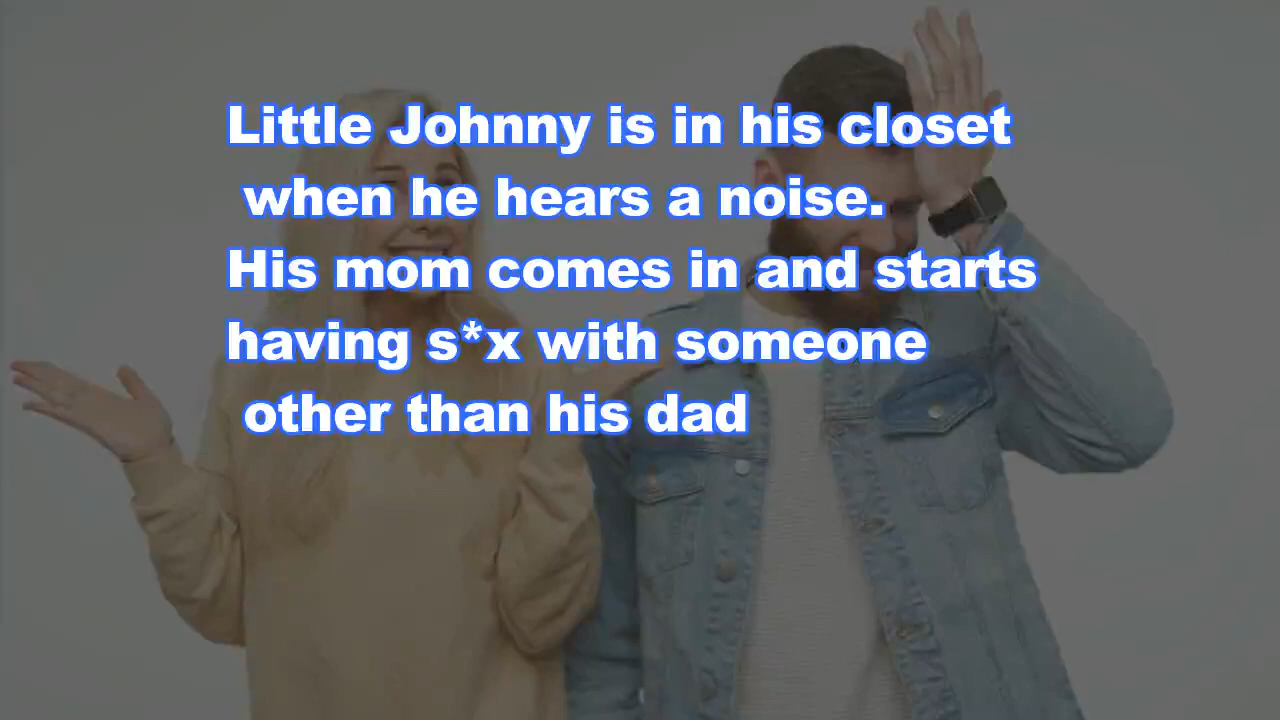 Little Johnny is in his closet
when he hears a noise.
His mom comes in and starts
having s*x with someone
other than his dad